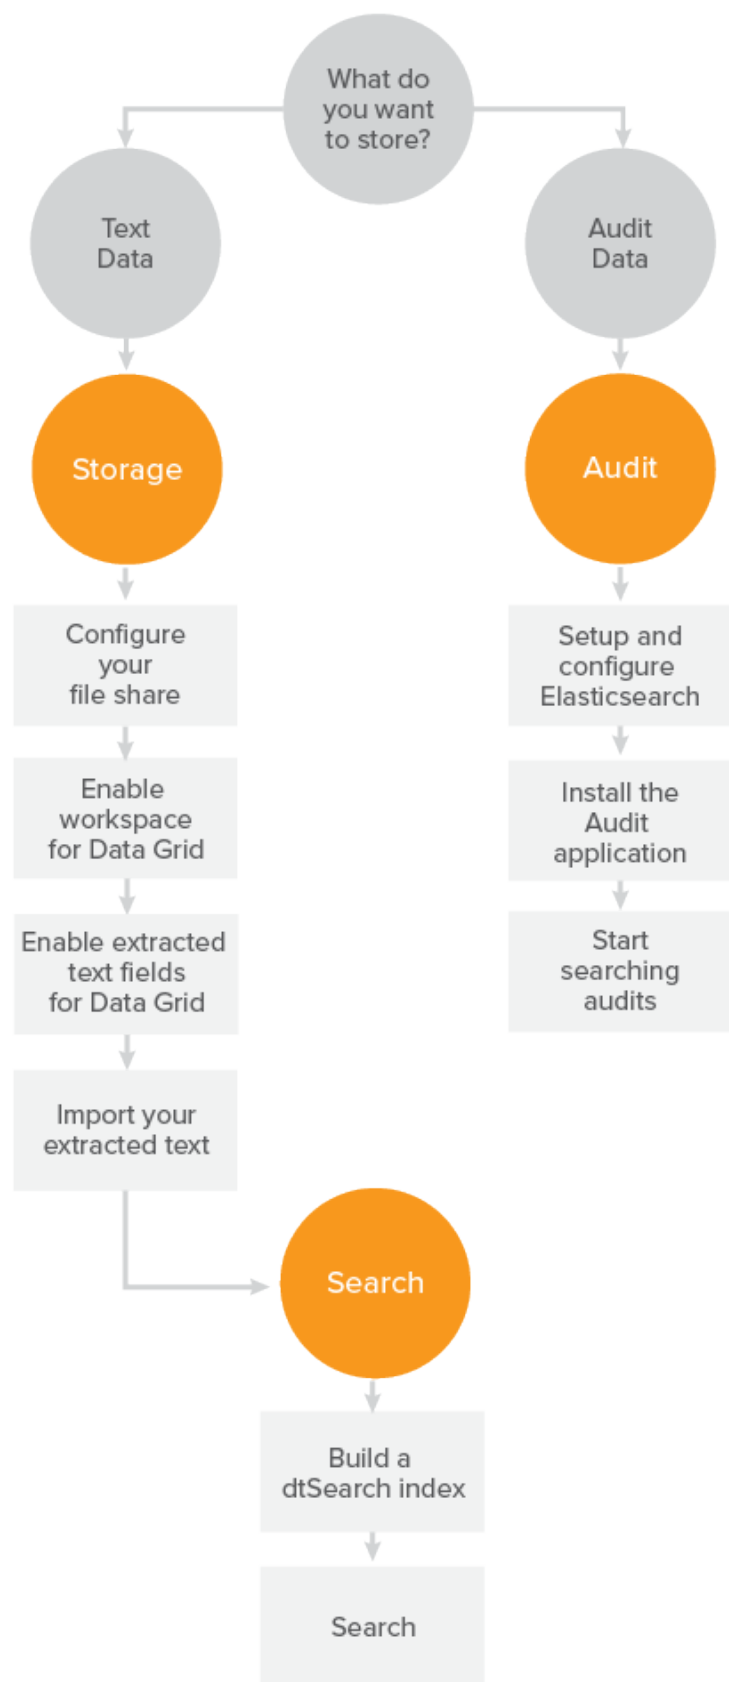 What do
you want
to store?
Text
Data
Audit
Data
Storage
Audit
Configure
your
file share
Setup and
configure
Elasticsearch
Enable
workspace
for Data Grid
Install the
Audit
application
Enable extracted
text fields
for Data Grid
Start
searching
audits
Import your
extracted text
Search
Build a
dtSearch index
Search